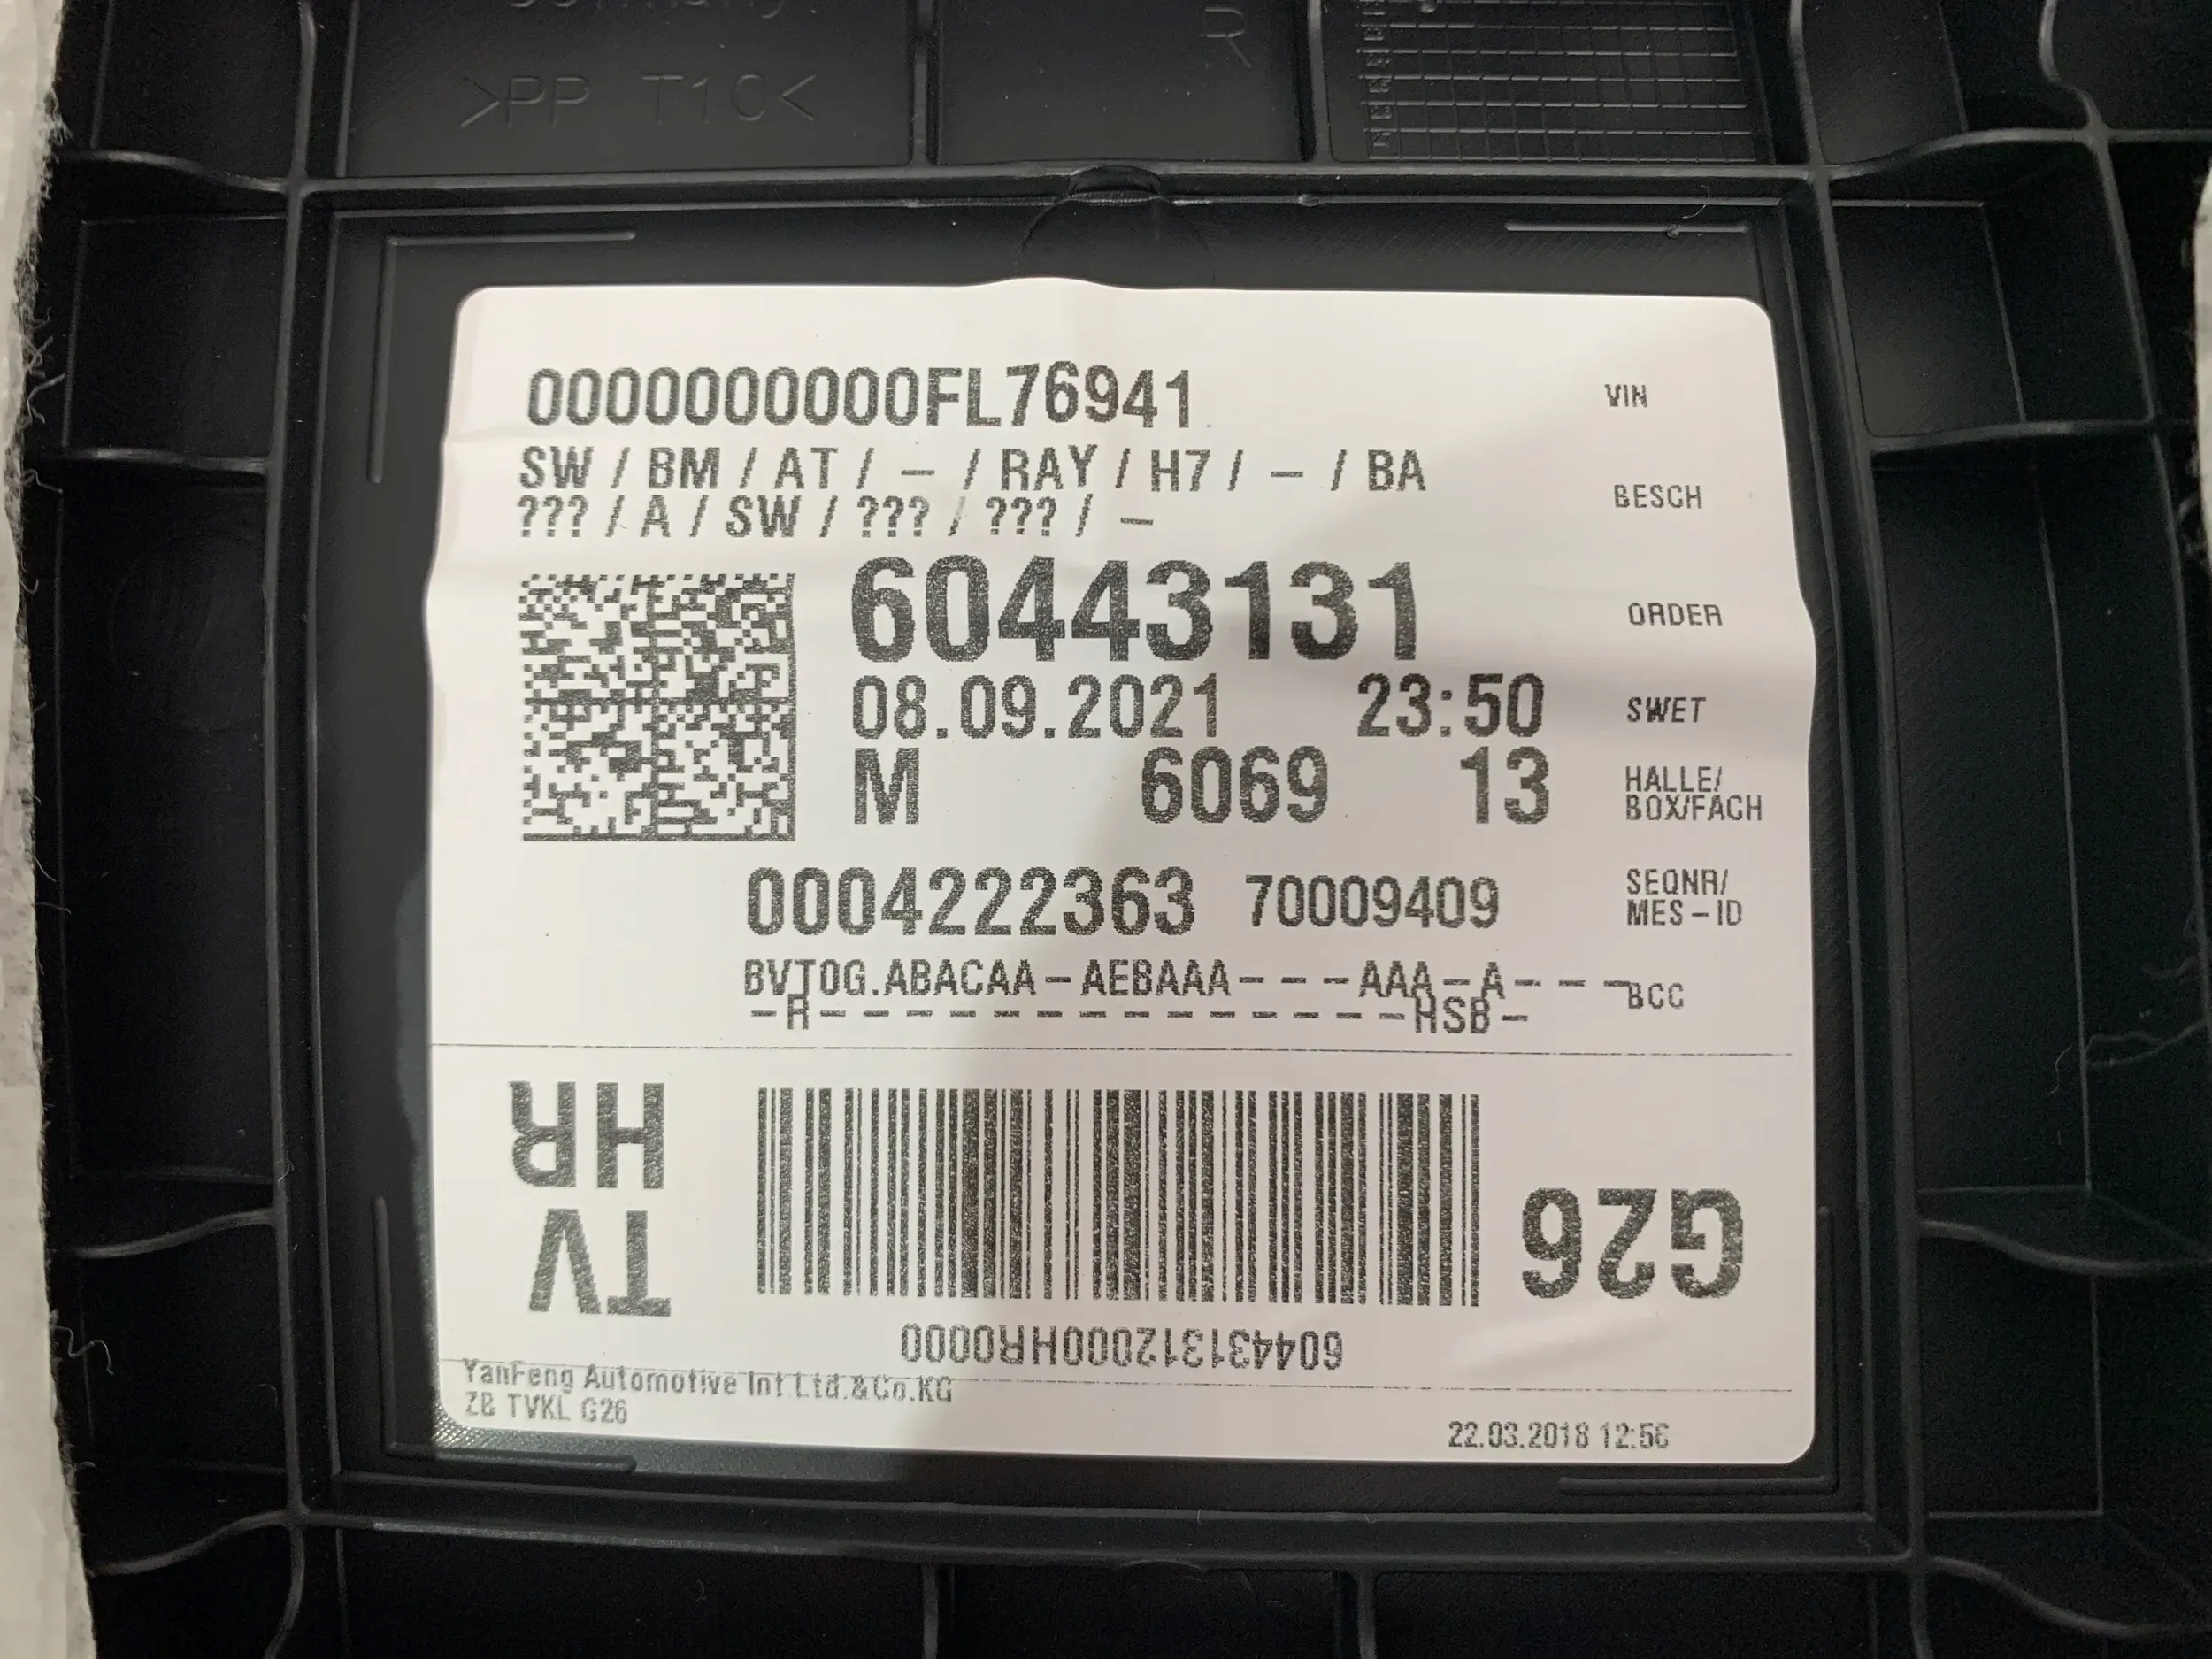 >PP T10<
R
0000000000FL76941 VIN
SW / BM / AT / – / RAY / H7 / – / BA
BESCH
??? / A / SW / ??? / ??? / –
60443131 ORDER
08.09.2021 23:50 SWET
M 6069 13 HALLE/
BOX/FACH
0004222363 70009409 SEQNR/
MES–ID
BVT0G.ABACAA–AEBAAA–––AAA–A––––
BCC
–R––––––––––––––––––HSB–
TV
HR
G26
604431312000HR0000
YanFeng Automotive Int.Ltd.&Co.KG
ZB TVKL G26
22.03.2018 12:56